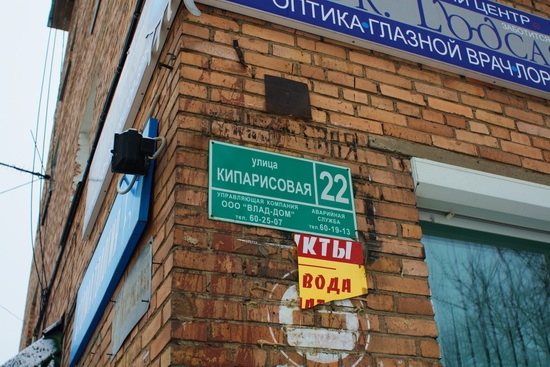 ЦЕНТР
ОПТИКА•ГЛАЗНОЙ ВРАЧ•ЛОР
улица
КИПАРИСОВАЯ
22
УПРАВЛЯЮЩАЯ КОМПАНИЯ
ООО "ВЛАД-ДОМ"
тел. 60-25-07
АВАРИЙНАЯ
СЛУЖБА
тел. 60-19-13
КТЫ
ВОДА